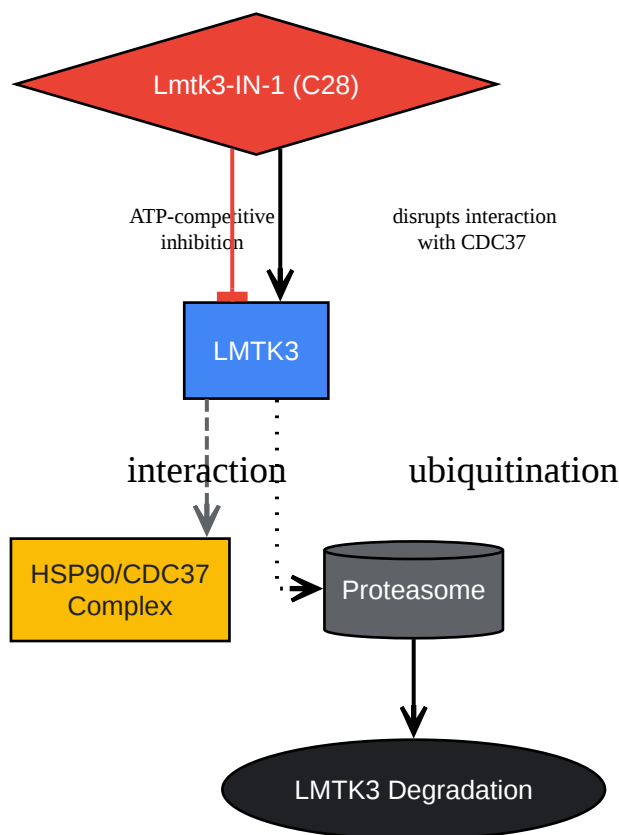 Lmtk3-IN-1 (C28)
ATP-competitive
inhibition
disrupts interaction
with CDC37
LMTK3
interaction
ubiquitination
HSP90/CDC37
Complex
Proteasome
LMTK3 Degradation